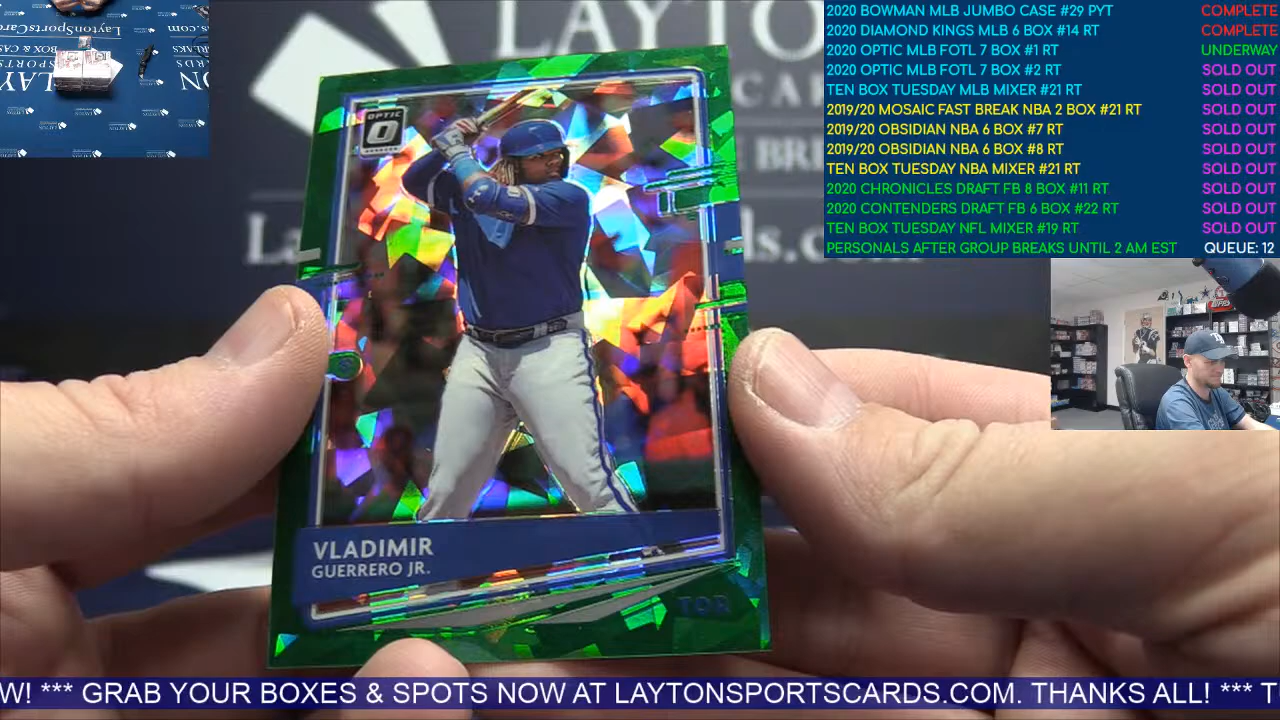 LaytonSportsCar
LAYTON
LAYTONSPORTSCARDS
2020 BOWMAN MLB JUMBO CASE #29 PYT COMPLETE
2020 DIAMOND KINGS MLB 6 BOX #14 RT COMPLETE
2020 OPTIC MLB FOTL 7 BOX #1 RT UNDERWAY
2020 OPTIC MLB FOTL 7 BOX #2 RT SOLD OUT
TEN BOX TUESDAY MLB MIXER #21 RT SOLD OUT
2019/20 MOSAIC FAST BREAK NBA 2 BOX #21 RT SOLD OUT
2019/20 OBSIDIAN NBA 6 BOX #7 RT SOLD OUT
2019/20 OBSIDIAN NBA 6 BOX #8 RT SOLD OUT
TEN BOX TUESDAY NBA MIXER #21 RT SOLD OUT
2020 CHRONICLES DRAFT FB 8 BOX #11 RT SOLD OUT
2020 CONTENDERS DRAFT FB 6 BOX #22 RT SOLD OUT
TEN BOX TUESDAY NFL MIXER #19 RT SOLD OUT
PERSONALS AFTER GROUP BREAKS UNTIL 2 AM EST QUEUE: 12
OPTIC
VLADIMIR
GUERRERO JR.
TOR
W! *** GRAB YOUR BOXES & SPOTS NOW AT LAYTONSPORTSCARDS.COM. THANKS ALL! *** T